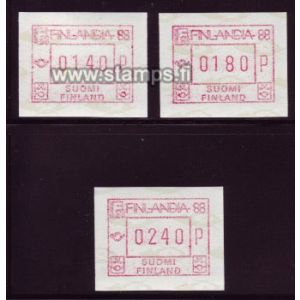 FINLANDIA 88
0140 P
SUOMI
FINLAND
FINLANDIA 88
0180 P
SUOMI
FINLAND
www.stamps.fi
FINLANDIA 88
0240 P
SUOMI
FINLAND